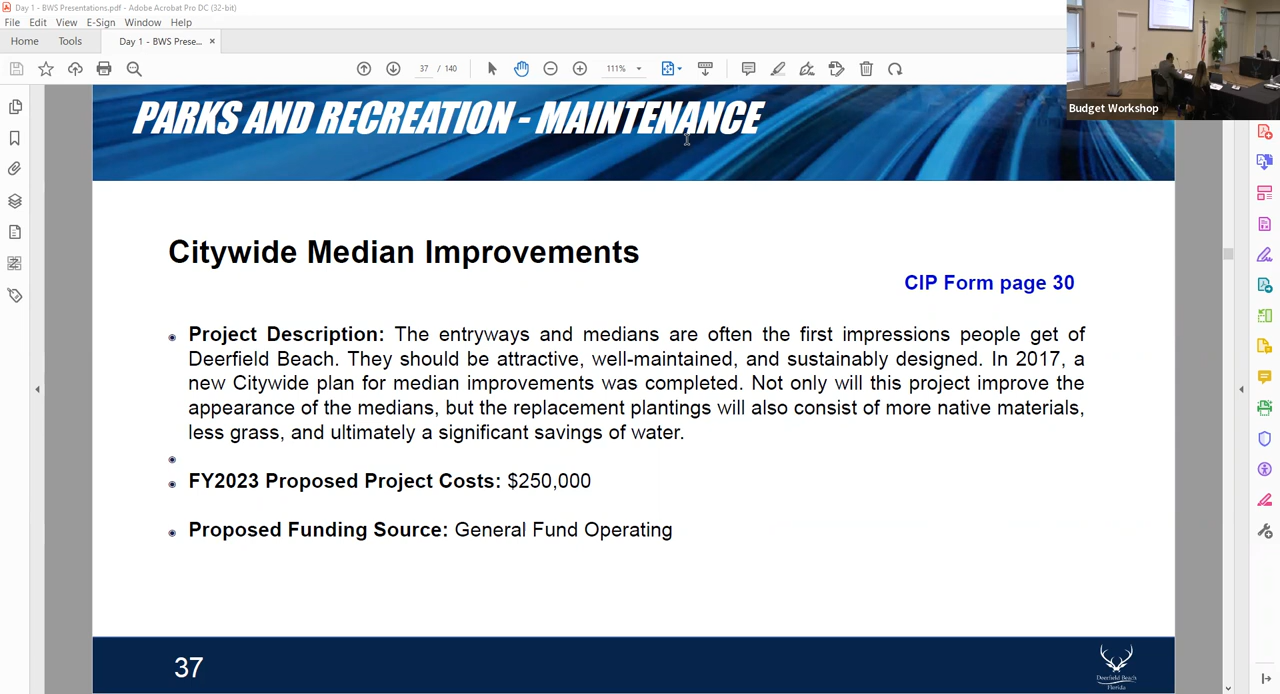 Day 1 - BWS Presentations.pdf - Adobe Acrobat Pro DC (32-bit)
File Edit View E-Sign Window Help
Home Tools Day 1 - BWS Prese... ×
37 / 140 111%
Budget Workshop
PARKS AND RECREATION - MAINTENANCE
Citywide Median Improvements
CIP Form page 30
Project Description: The entryways and medians are often the first impressions people get of
Deerfield Beach. They should be attractive, well-maintained, and sustainably designed. In 2017, a
new Citywide plan for median improvements was completed. Not only will this project improve the
appearance of the medians, but the replacement plantings will also consist of more native materials,
less grass, and ultimately a significant savings of water.
FY2023 Proposed Project Costs: $250,000
Proposed Funding Source: General Fund Operating
37
Deerfield Beach
Florida